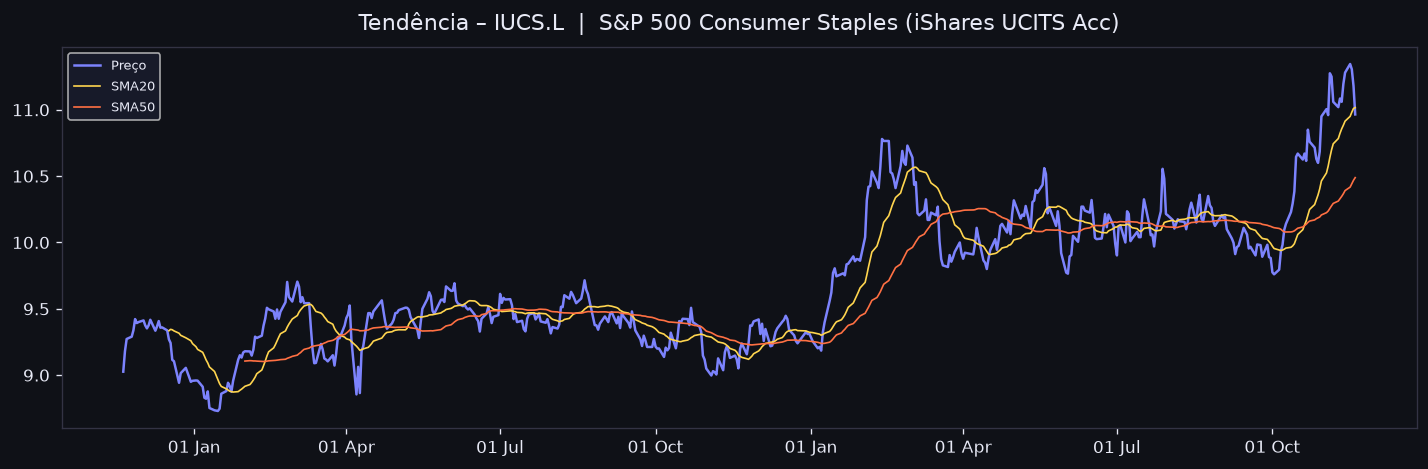 Tendência – IUCS.L | S&P 500 Consumer Staples (iShares UCITS Acc)
Preço
SMA20
SMA50
11.0
10.5
10.0
9.5
9.0
01 Jan 01 Apr 01 Jul 01 Oct 01 Jan 01 Apr 01 Jul 01 Oct